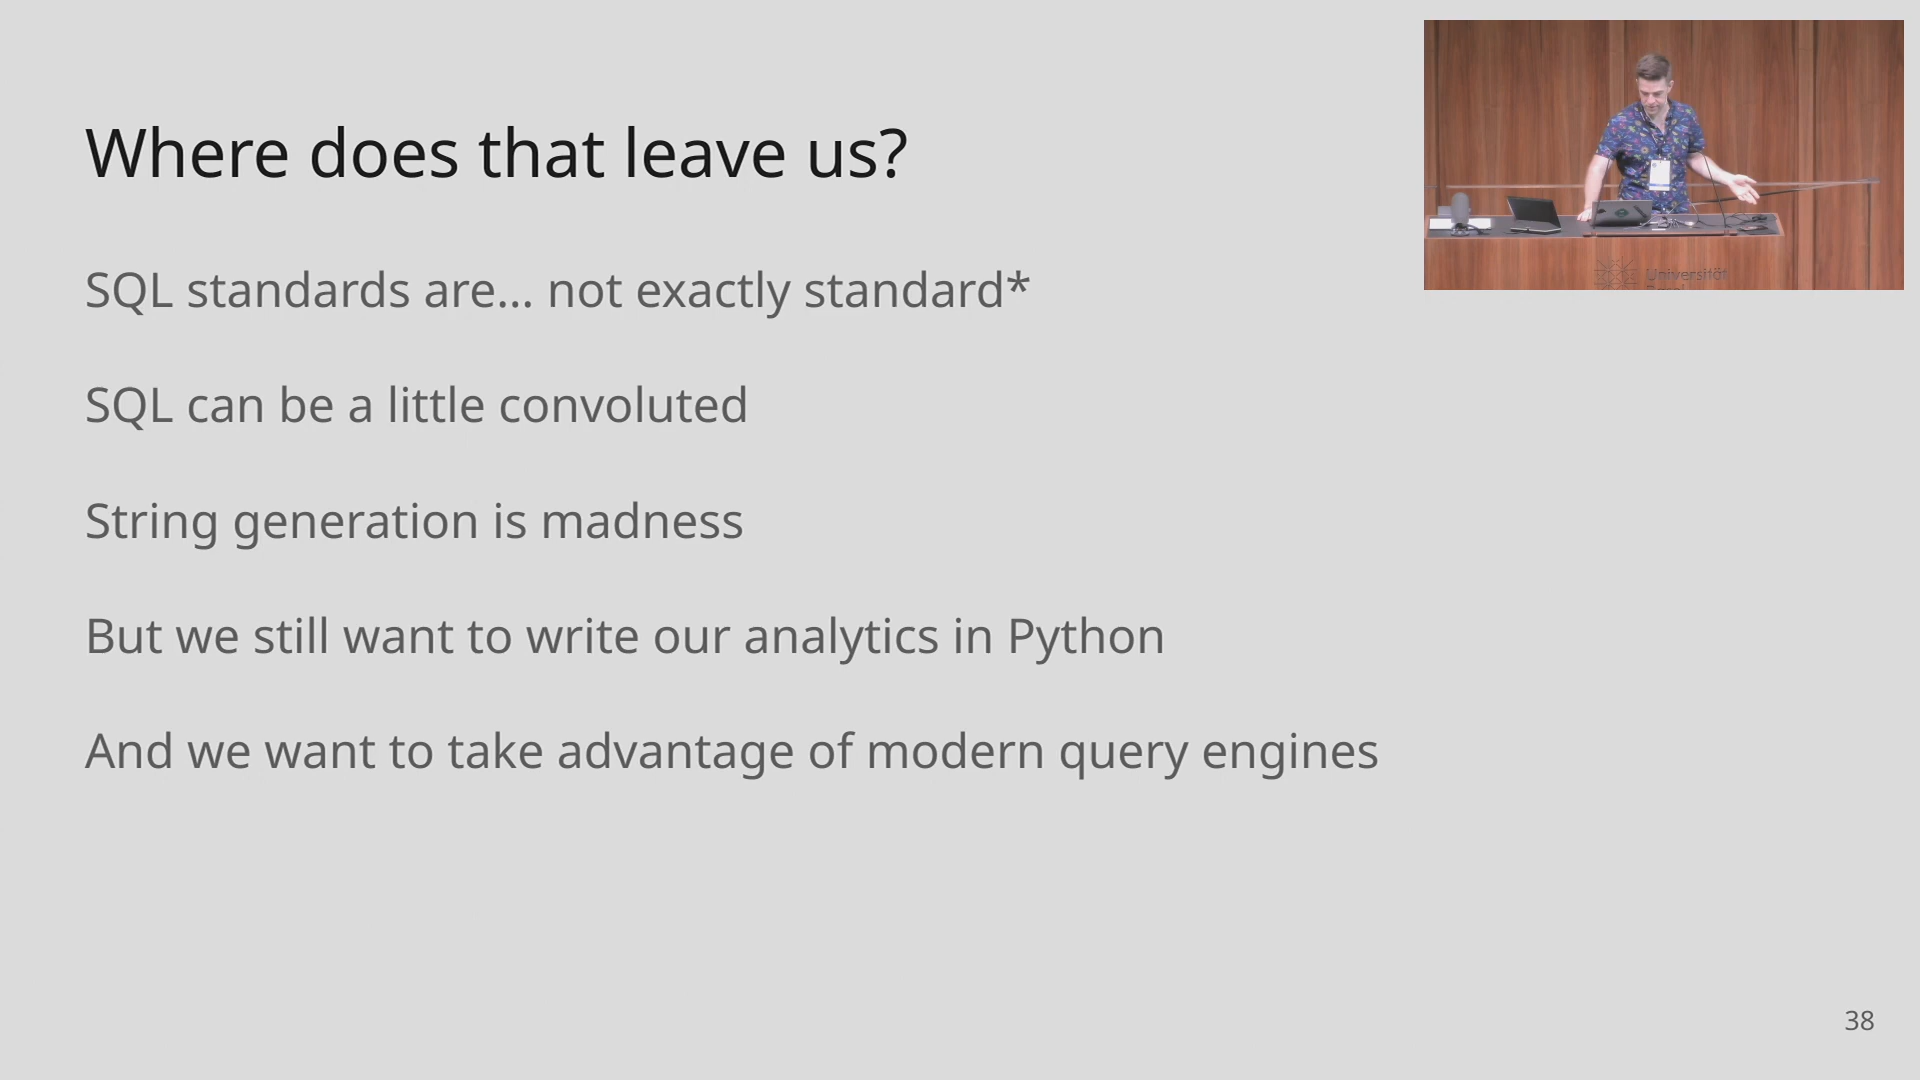 Where does that leave us?
SQL standards are... not exactly standard*
SQL can be a little convoluted
String generation is madness
But we still want to write our analytics in Python
And we want to take advantage of modern query engines
Universität
38